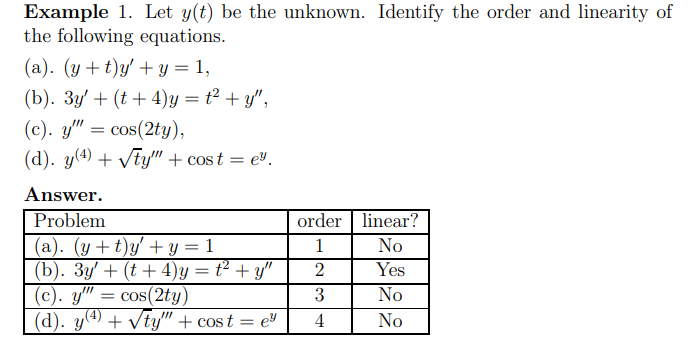 Example 1. Let y(t) be the unknown. Identify the order and linearity of
the following equations.
(a). (y + t)y′ + y = 1,
(b). 3y′ + (t + 4)y = t² + y″,
(c). y‴ = cos(2ty),
(d). y⁽⁴⁾ + √t y‴ + cos t = eʸ.
Answer.
Problem order linear?
(a). (y + t)y′ + y = 1 1 No
(b). 3y′ + (t + 4)y = t² + y″ 2 Yes
(c). y‴ = cos(2ty) 3 No
(d). y⁽⁴⁾ + √t y‴ + cos t = eʸ 4 No